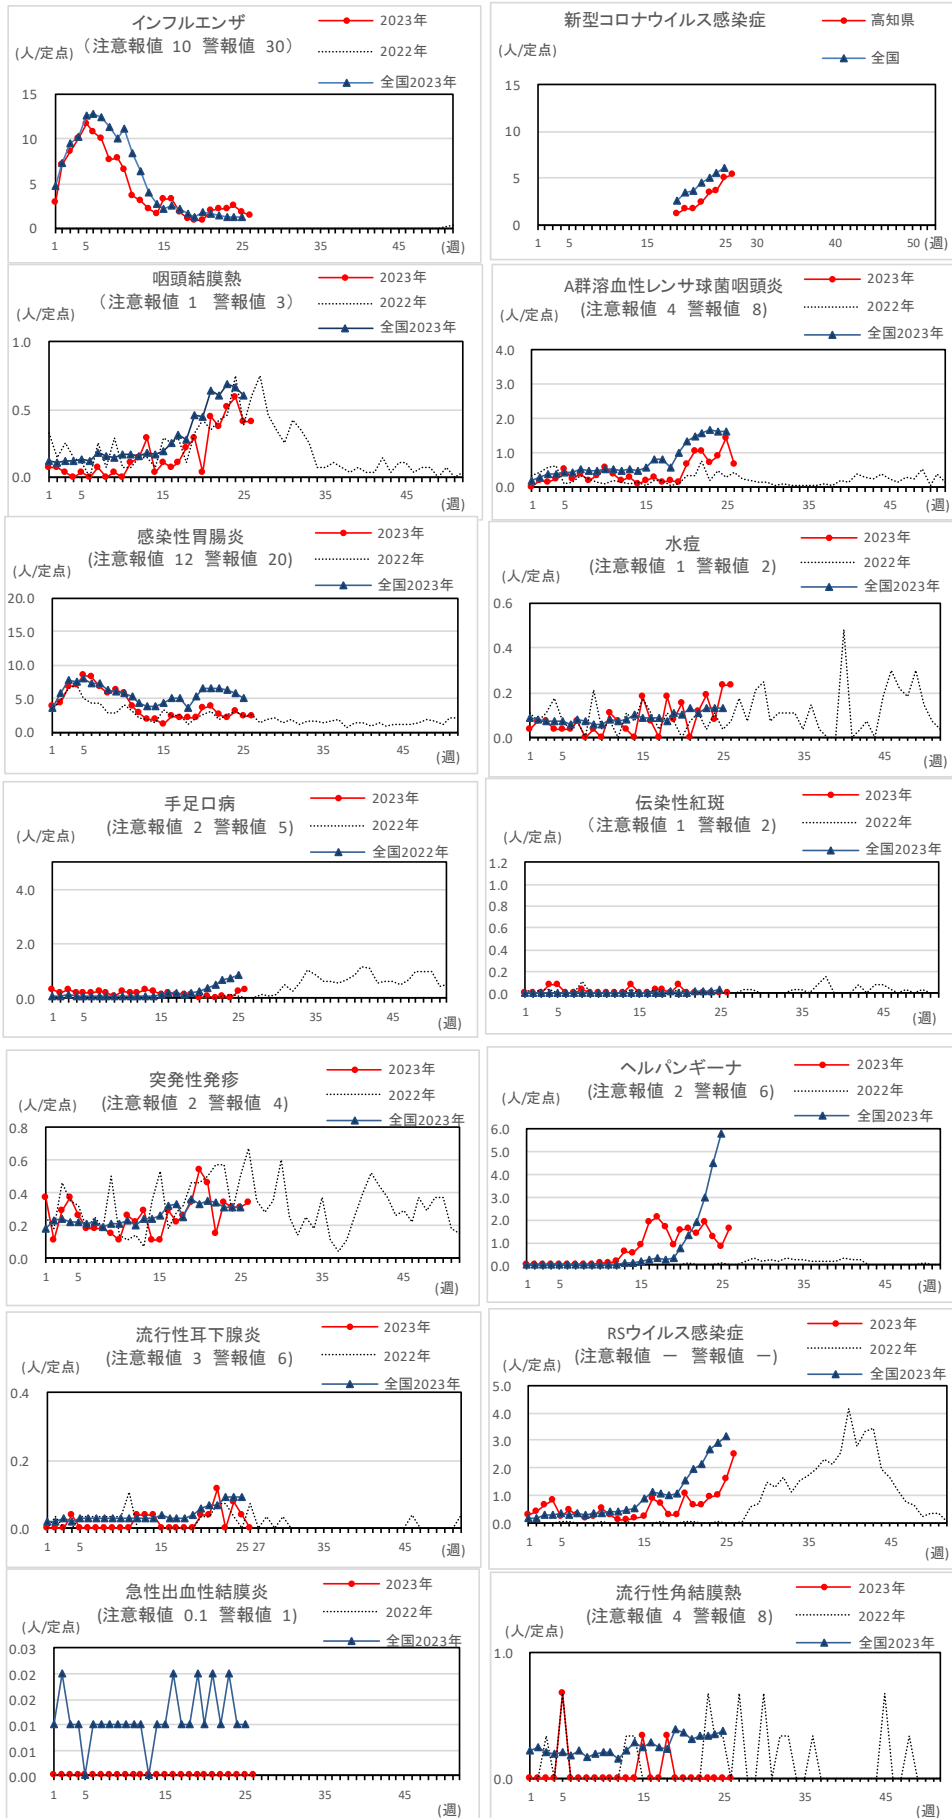 インフルエンザ
（注意報値 10 警報値 30）
(人/定点)
2023年
2022年
全国2023年
15
10
5
0
1
5
15
25
35
45
(週)
新型コロナウイルス感染症
(人/定点)
高知県
全国
15
10
5
0
1
5
15
25
30
40
50
(週)
咽頭結膜熱
（注意報値 1 警報値 3）
(人/定点)
2023年
2022年
全国2023年
1.0
0.5
0.0
1
5
15
25
35
45
(週)
A群溶血性レンサ球菌咽頭炎
(注意報値 4 警報値 8)
(人/定点)
2023年
2022年
全国2023年
4.0
3.0
2.0
1.0
0.0
1
5
15
25
35
45
(週)
感染性胃腸炎
(注意報値 12 警報値 20)
(人/定点)
2023年
2022年
全国2023年
20.0
15.0
10.0
5.0
0.0
1
5
15
25
35
45
(週)
水痘
(注意報値 1 警報値 2)
(人/定点)
2023年
2022年
全国2023年
0.6
0.4
0.2
0.0
1
5
15
25
35
45
(週)
手足口病
(注意報値 2 警報値 5)
(人/定点)
2023年
2022年
全国2022年
4.0
2.0
0.0
1
5
15
25
35
45
(週)
伝染性紅斑
（注意報値 1 警報値 2）
(人/定点)
2023年
2022年
全国2023年
1.2
1.0
0.8
0.6
0.4
0.2
0.0
1
5
15
25
35
45
(週)
突発性発疹
(注意報値 2 警報値 4)
(人/定点)
2023年
2022年
全国2023年
0.8
0.6
0.4
0.2
0.0
1
5
15
25
35
45
(週)
ヘルパンギーナ
(注意報値 2 警報値 6)
(人/定点)
2023年
2022年
全国2023年
6.0
5.0
4.0
3.0
2.0
1.0
0.0
1
5
15
25
35
45
(週)
流行性耳下腺炎
(注意報値 3 警報値 6)
(人/定点)
2023年
2022年
全国2023年
0.4
0.2
0.0
1
5
15
25
27
35
45
(週)
RSウイルス感染症
(注意報値 ー 警報値 ー)
(人/定点)
2023年
2022年
全国2023年
5.0
4.0
3.0
2.0
1.0
0.0
1
5
15
25
35
45
(週)
急性出血性結膜炎
(注意報値 0.1 警報値 1)
(人/定点)
2023年
2022年
全国2023年
0.03
0.02
0.02
0.01
0.01
0.00
1
5
15
25
35
45
(週)
流行性角結膜熱
(注意報値 4 警報値 8)
(人/定点)
2023年
2022年
全国2023年
1.0
0.0
5
15
25
35
45
(週)